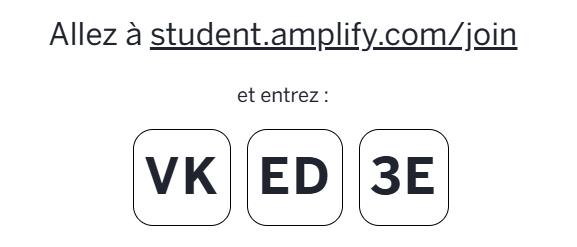 Allez à student.amplify.com/join
et entrez :
VK ED 3E